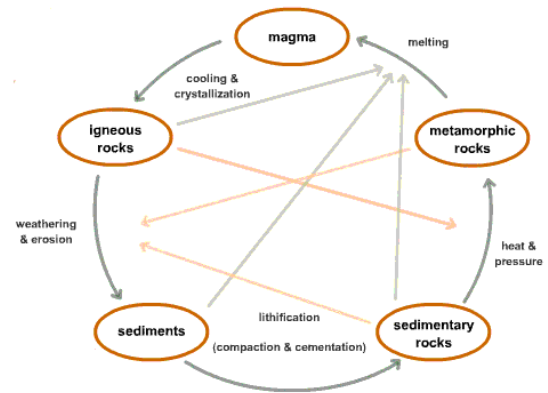 magma
melting
cooling &
crystallization
igneous
rocks
metamorphic
rocks
weathering
& erosion
heat &
pressure
sediments
lithification
(compaction & cementation)
sedimentary
rocks